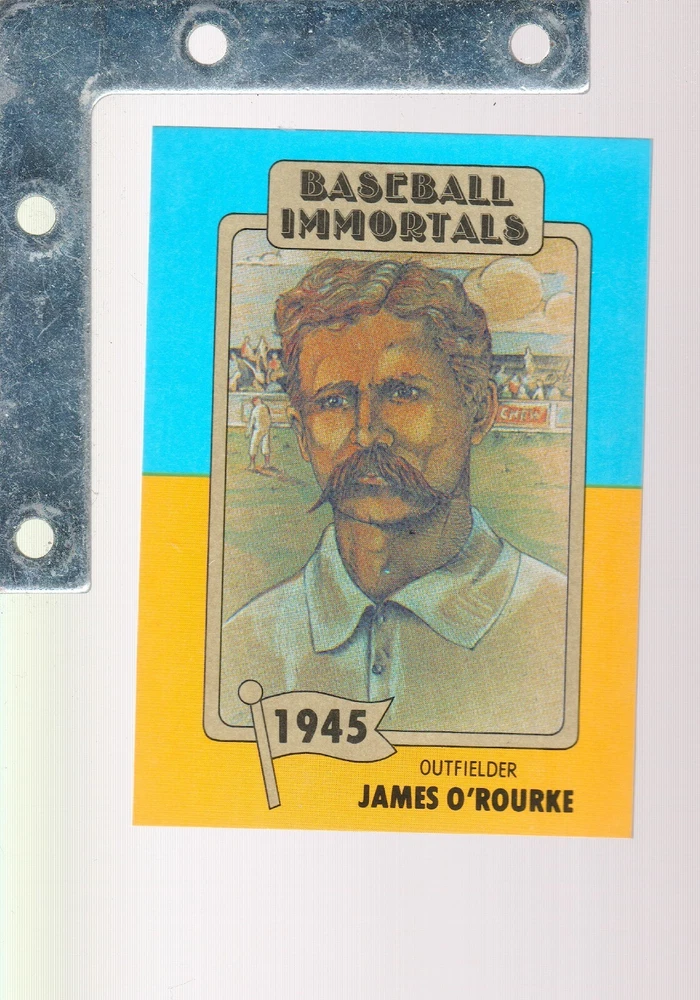 BASEBALL
IMMORTALS
1945
OUTFIELDER
JAMES O'ROURKE